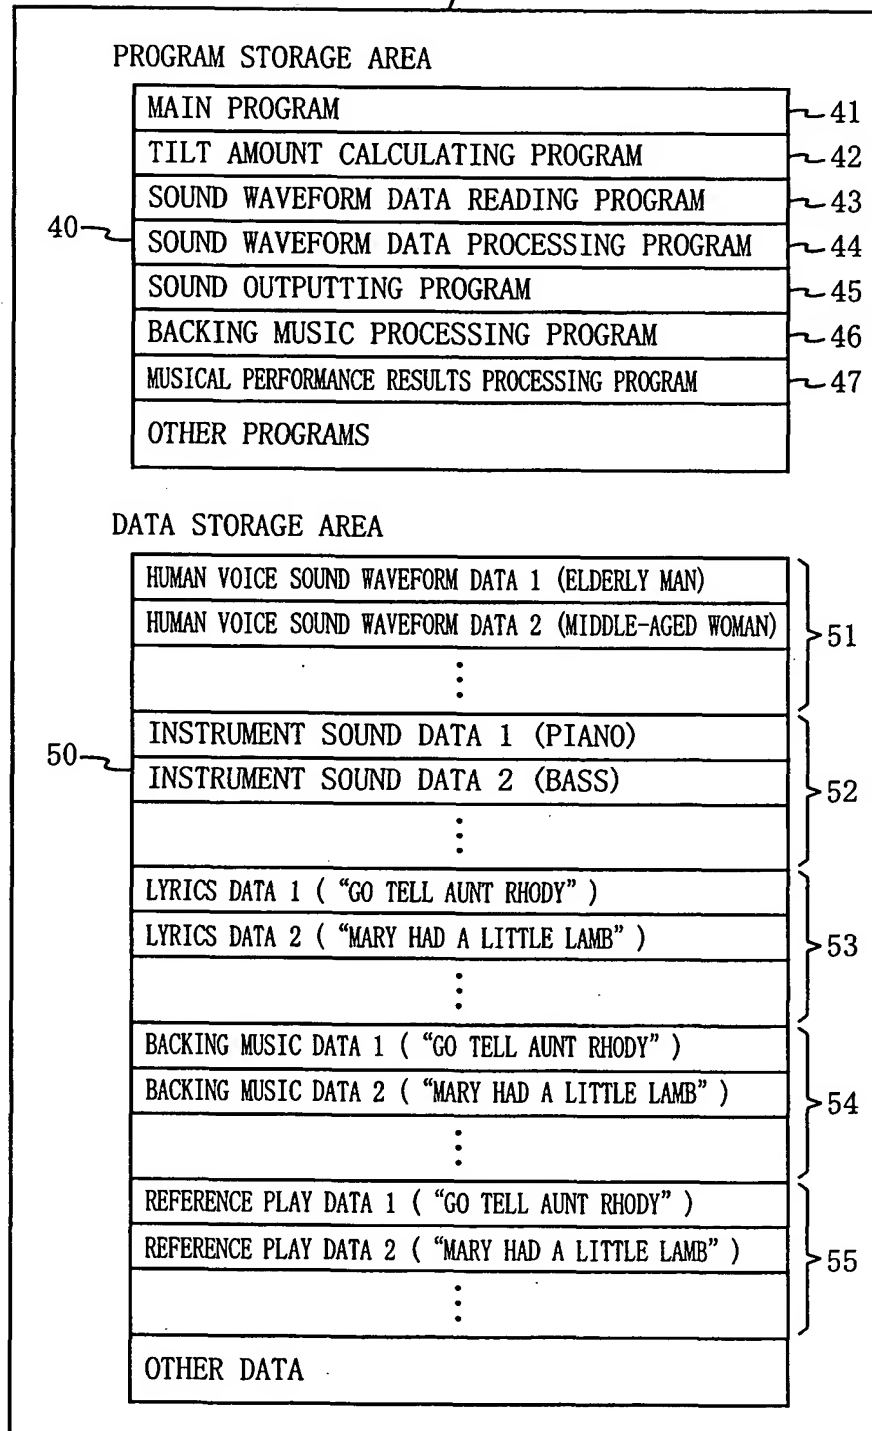 PROGRAM STORAGE AREA
MAIN PROGRAM 41
TILT AMOUNT CALCULATING PROGRAM 42
SOUND WAVEFORM DATA READING PROGRAM 43
40 SOUND WAVEFORM DATA PROCESSING PROGRAM 44
SOUND OUTPUTTING PROGRAM 45
BACKING MUSIC PROCESSING PROGRAM 46
MUSICAL PERFORMANCE RESULTS PROCESSING PROGRAM 47
OTHER PROGRAMS
DATA STORAGE AREA
HUMAN VOICE SOUND WAVEFORM DATA 1 (ELDERLY MAN)
HUMAN VOICE SOUND WAVEFORM DATA 2 (MIDDLE-AGED WOMAN) 51
⋮
50 INSTRUMENT SOUND DATA 1 (PIANO)
INSTRUMENT SOUND DATA 2 (BASS) 52
⋮
LYRICS DATA 1 ( “GO TELL AUNT RHODY” )
LYRICS DATA 2 ( “MARY HAD A LITTLE LAMB” ) 53
⋮
BACKING MUSIC DATA 1 ( “GO TELL AUNT RHODY” )
BACKING MUSIC DATA 2 ( “MARY HAD A LITTLE LAMB” ) 54
⋮
REFERENCE PLAY DATA 1 ( “GO TELL AUNT RHODY” )
REFERENCE PLAY DATA 2 ( “MARY HAD A LITTLE LAMB” ) 55
⋮
OTHER DATA